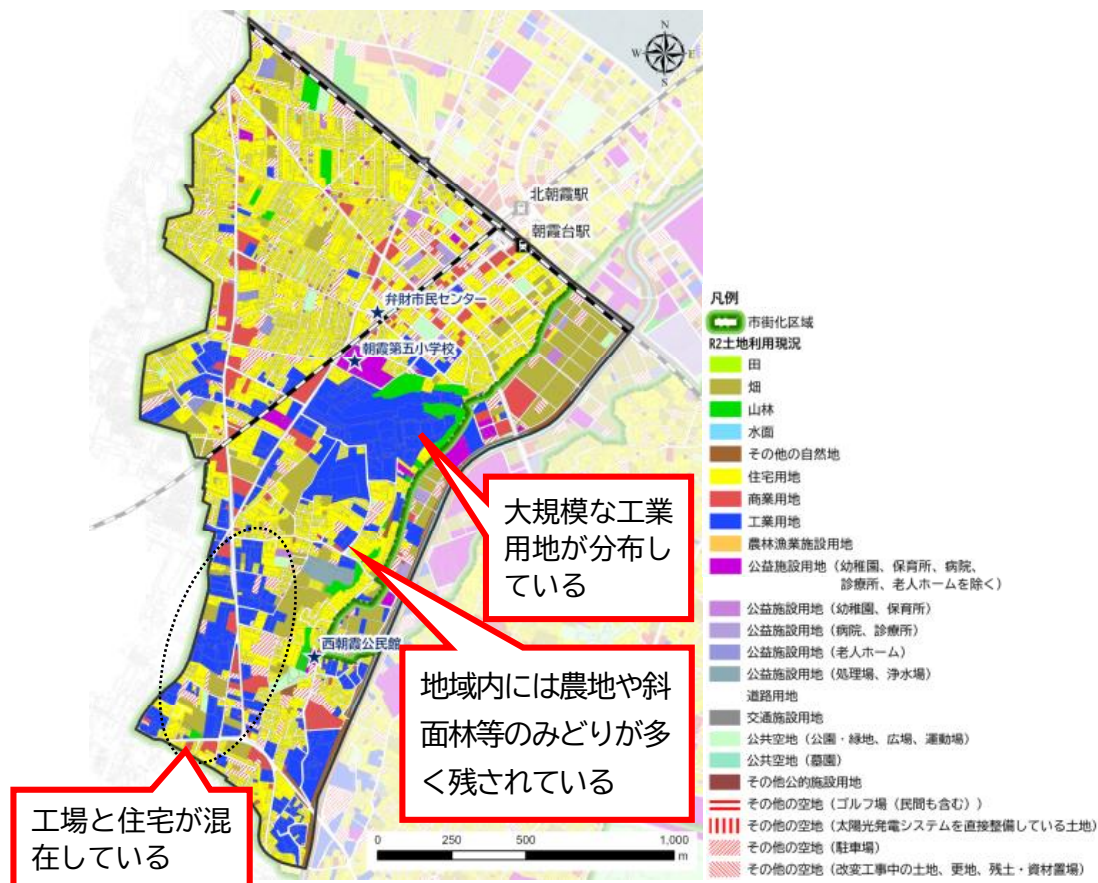 N
W
E
S
北朝霞駅
朝霞台駅
弁財市民センター
朝霞第五小学校
大規模な工業
用地が分布し
ている
西朝霞公民館
地域内には農地や斜
面林等のみどりが多
く残されている
工場と住宅が混
在している
0 250 500 1,000
m
凡例
市街化区域
R2土地利用現況
田
畑
山林
水面
その他の自然地
住宅用地
商業用地
工業用地
農林漁業施設用地
公益施設用地（幼稚園、保育所、病院、
診療所、老人ホームを除く）
公益施設用地（幼稚園、保育所）
公益施設用地（病院、診療所）
公益施設用地（老人ホーム）
公益施設用地（処理場、浄水場）
道路用地
交通施設用地
公共空地（公園・緑地、広場、運動場）
公共空地（墓園）
その他公的施設用地
その他の空地（ゴルフ場（民間も含む））
その他の空地（太陽光発電システムを直接整備している土地）
その他の空地（駐車場）
その他の空地（改変工事中の土地、更地、残土・資材置場）